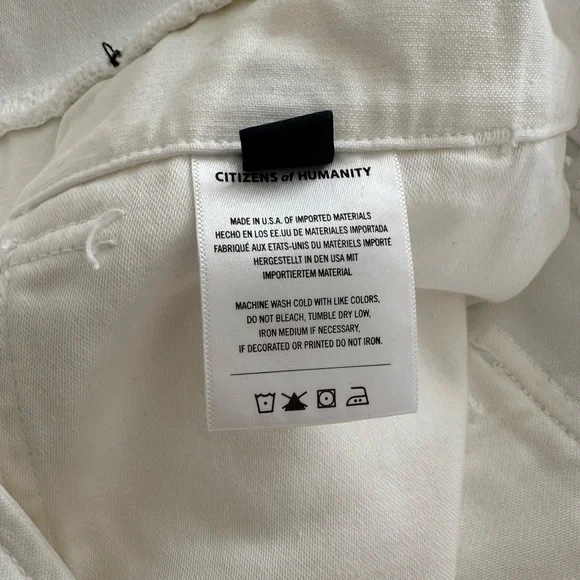 CITIZENS of HUMANITY
MADE IN U.S.A. OF IMPORTED MATERIALS
HECHO EN LOS EE.UU DE MATERIALES IMPORTADA
FABRIQUÉ AUX ETATS-UNIS DU MATÉRIELS IMPORTÉ
HERGESTELLT IN DEN USA MIT
IMPORTIERTEM MATERIAL
MACHINE WASH COLD WITH LIKE COLORS,
DO NOT BLEACH, TUMBLE DRY LOW,
IRON MEDIUM IF NECESSARY,
IF DECORATED OR PRINTED DO NOT IRON.